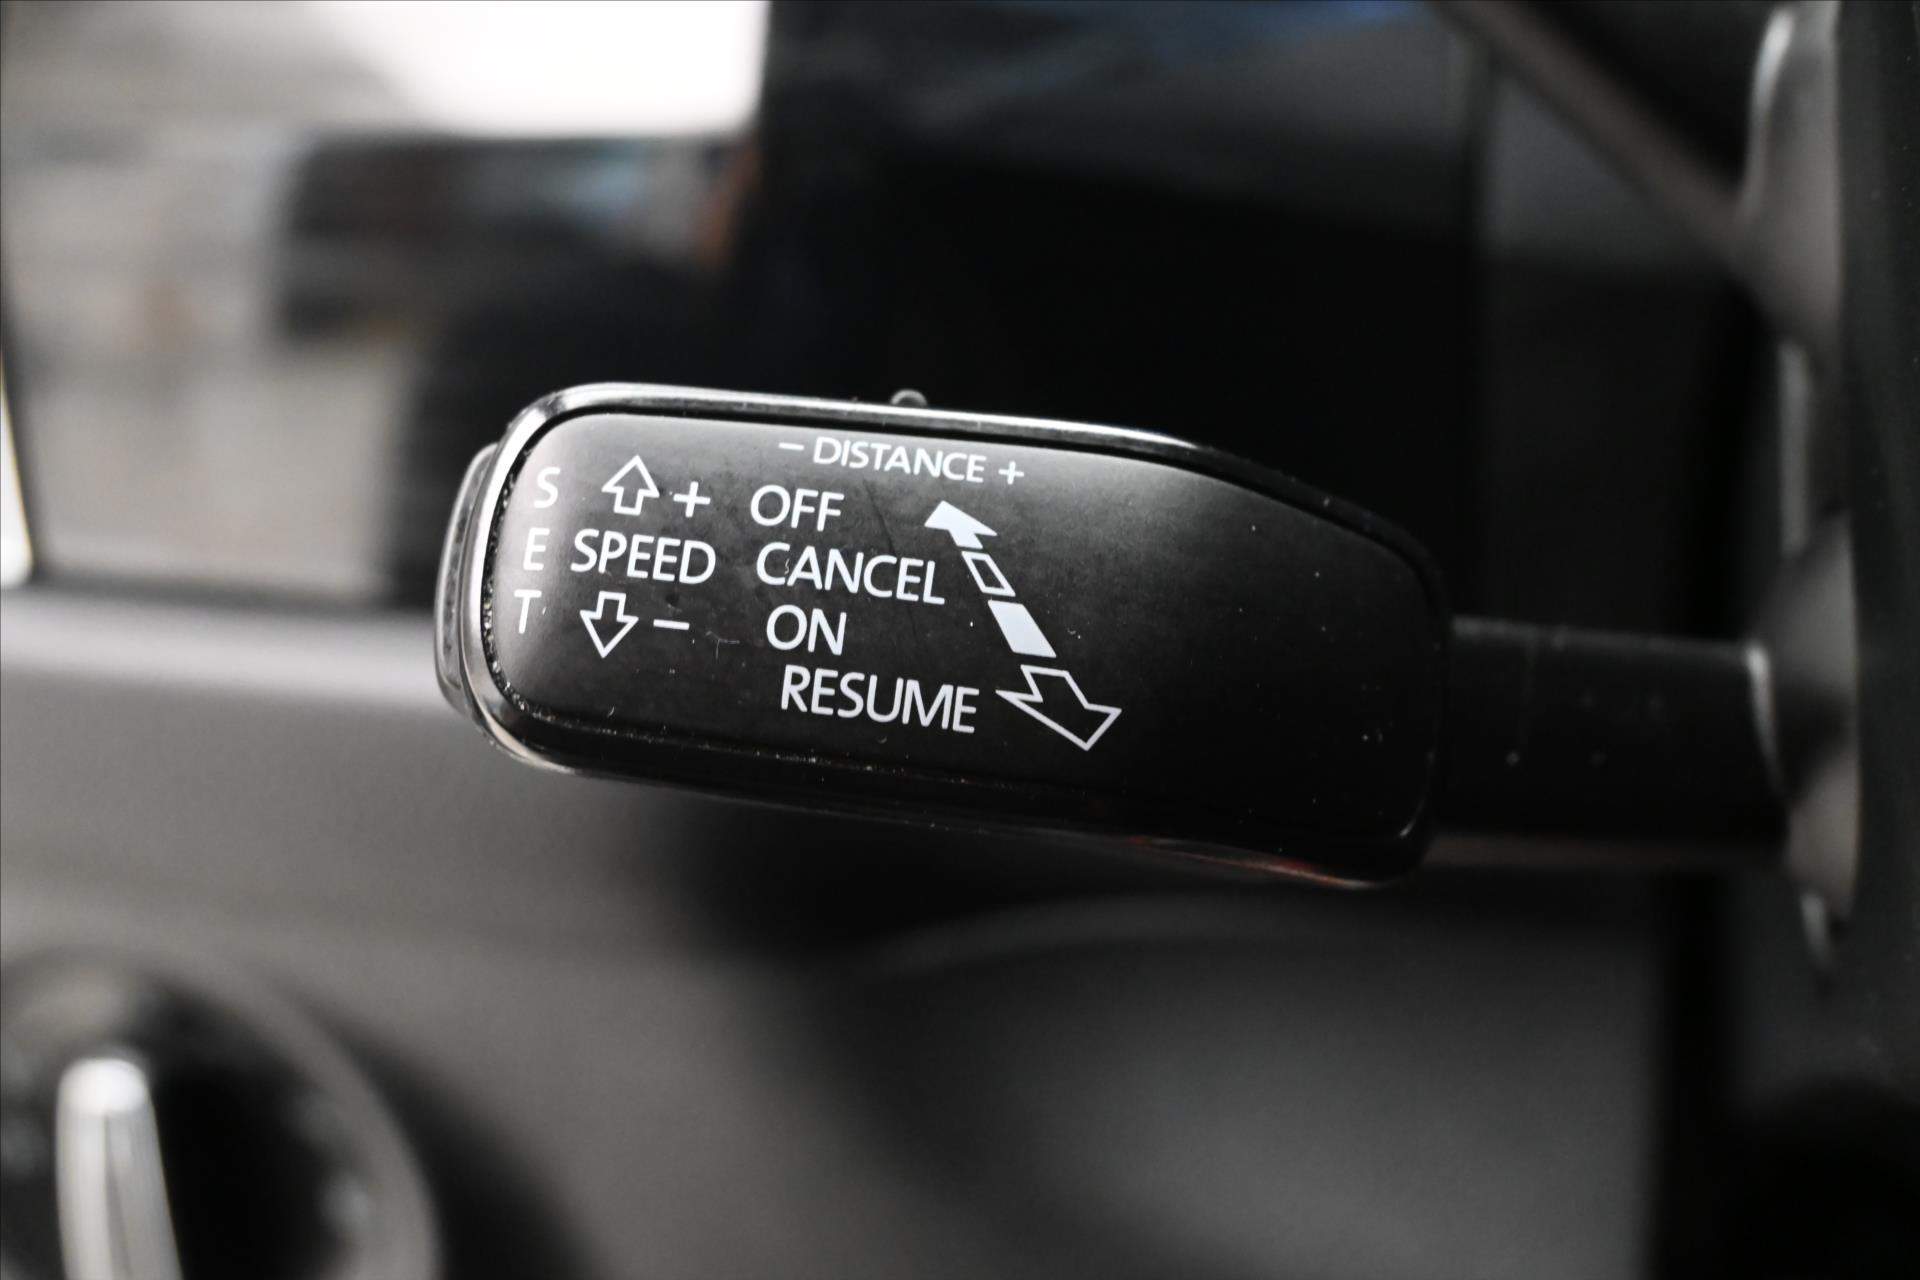 – DISTANCE +
S + OFF
E SPEED CANCEL
T – ON
RESUME